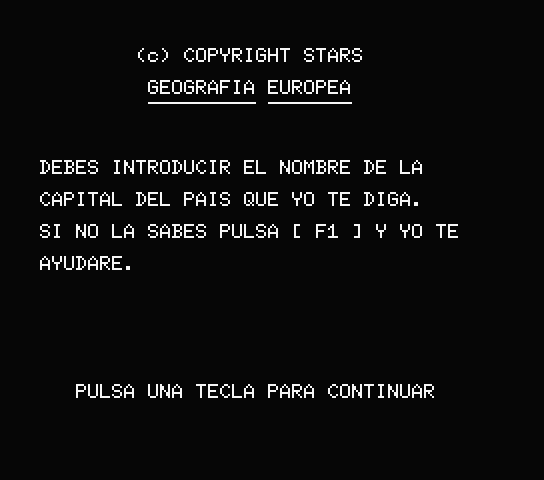 (c) COPYRIGHT STARS
GEOGRAFIA EUROPEA
DEBES INTRODUCIR EL NOMBRE DE LA
CAPITAL DEL PAIS QUE YO TE DIGA.
SI NO LA SABES PULSA [ F1 ] Y YO TE
AYUDARE.
PULSA UNA TECLA PARA CONTINUAR